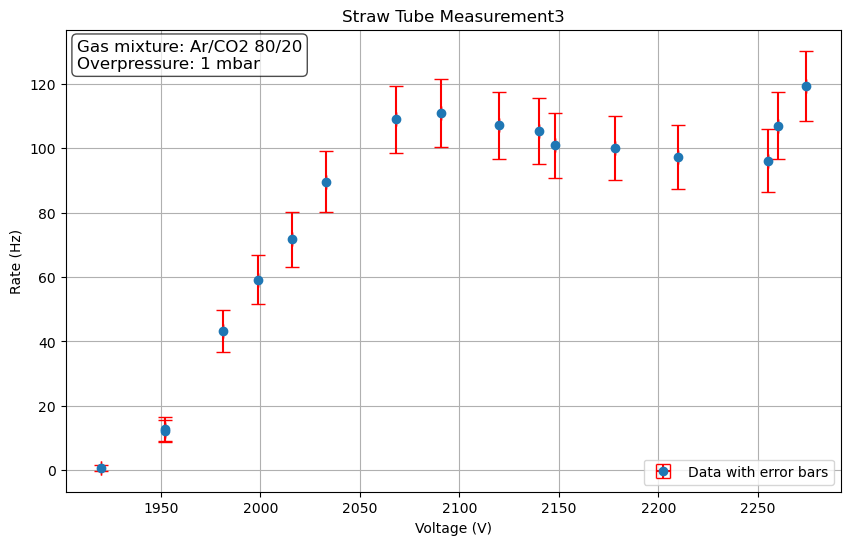 Straw Tube Measurement3
Gas mixture: Ar/CO2 80/20
Overpressure: 1 mbar
Rate (Hz)
120
100
80
60
40
20
0
1950
2000
2050
2100
2150
2200
2250
Voltage (V)
Data with error bars